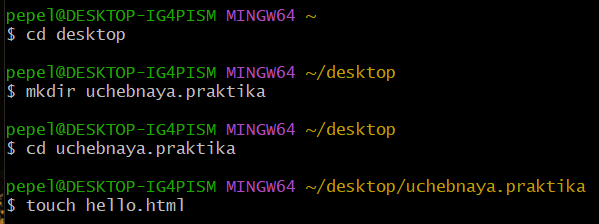 pepel@DESKTOP-IG4PISM MINGW64 ~
$ cd desktop
pepel@DESKTOP-IG4PISM MINGW64 ~/desktop
$ mkdir uchebnaya.praktika
pepel@DESKTOP-IG4PISM MINGW64 ~/desktop
$ cd uchebnaya.praktika
pepel@DESKTOP-IG4PISM MINGW64 ~/desktop/uchebnaya.praktika
$ touch hello.html